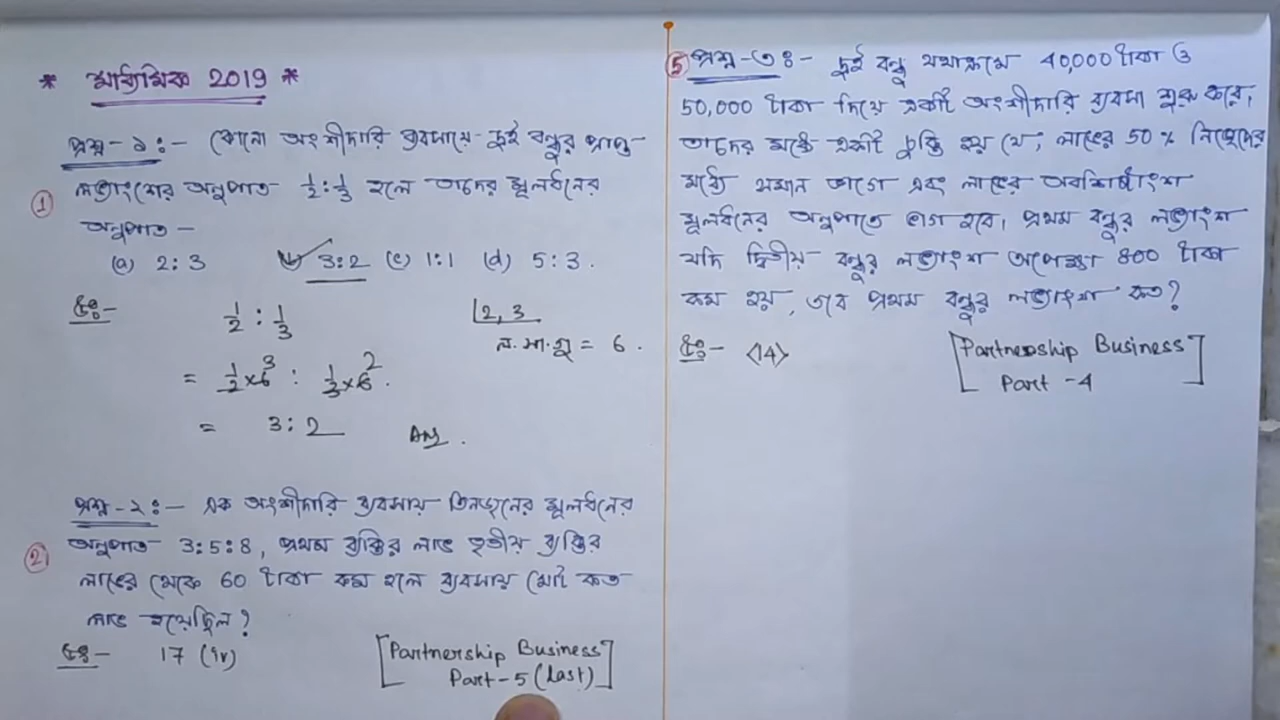 * মাধ্যমিক 2019 *
প্রশ্ন-১ঃ- কোনো অংশীদারি ব্যবসায়ে দুই বন্ধুর প্রাপ্ত
লভ্যাংশের অনুপাত 1/2 : 1/3 হলে তাদের মূলধনের
1
অনুপাত —
(a) 2:3 (b) 3:2 (c) 1:1 (d) 5:3.
উঃ- 1/2 : 1/3
2, 3
ল.সা.গু = 6.
= 1/2 × 6 3 : 1/3 × 6 2.
= 3:2 Ans.
প্রশ্ন-২ঃ- এক অংশীদারি ব্যবসায় তিনজনের মূলধনের
2
অনুপাত 3:5:8, প্রথম ব্যক্তির লাভ তৃতীয় ব্যক্তির
লাভের থেকে 60 টাকা কম হলে ব্যবসায় মোট কত
লাভ হয়েছিল?
উঃ- 17 (iv)
[Partnership Business
Part-5 (last)]
5 প্রশ্ন-৩ঃ- দুই বন্ধু যথাক্রমে 40,000 টাকা ও
50,000 টাকা দিয়ে একটি অংশীদারি ব্যবসা শুরু করে,
তাদের মধ্যে একটি চুক্তি হয় যে, লাভের 50% নিজেদের
মধ্যে সমান ভাগে এবং লাভের অবশিষ্টাংশ
মূলধনের অনুপাতে ভাগ হবে। প্রথম বন্ধুর লভ্যাংশ
যদি দ্বিতীয় বন্ধুর লভ্যাংশ অপেক্ষা 800 টাকা
কম হয়, তবে প্রথম বন্ধুর লভ্যাংশ কত?
উঃ- <14>
[Partnership Business
Part-4]